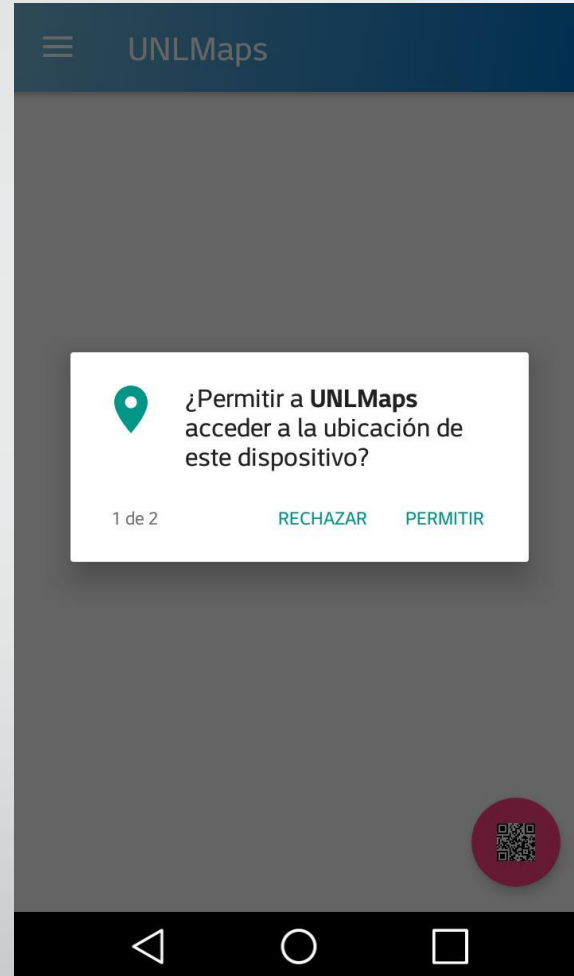 UNLMaps
¿Permitir a UNLMaps
acceder a la ubicación de
este dispositivo?
1 de 2
RECHAZAR PERMITIR